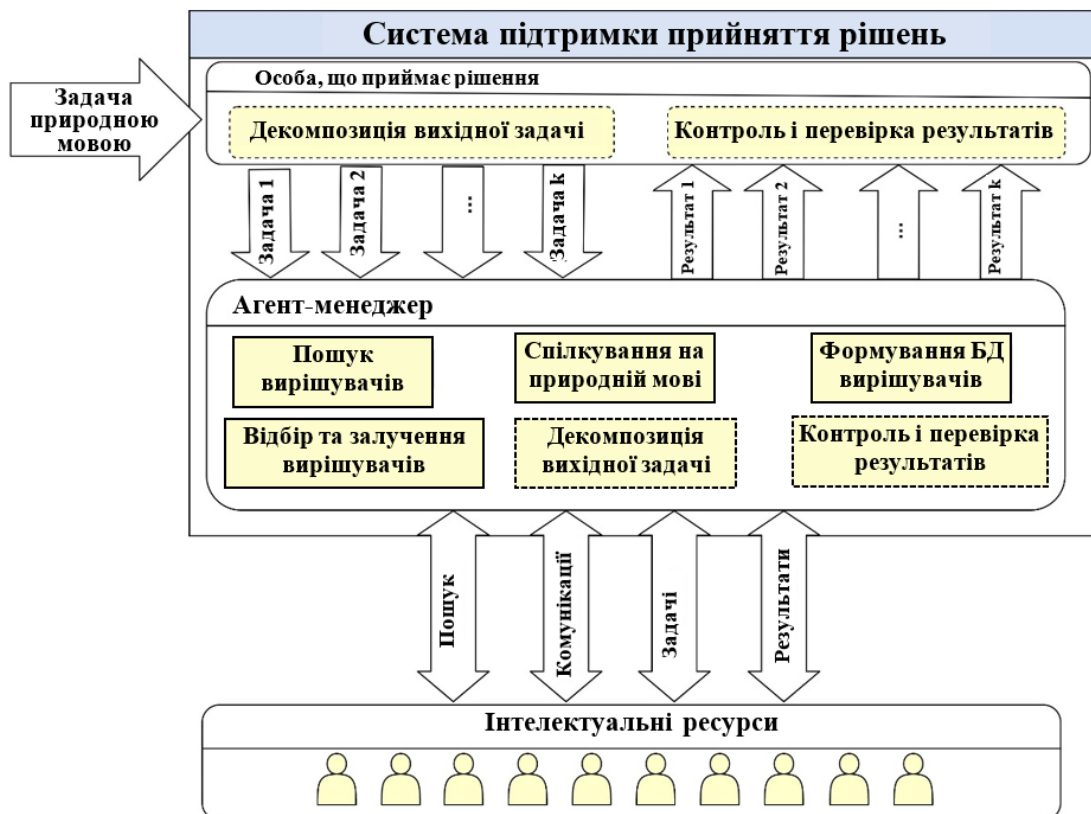 Система підтримки прийняття рішень
Особа, що приймає рішення
Задача
природною
мовою
Декомпозиція вихідної задачі
Контроль і перевірка результатів
Задача 1
Задача 2
...
Задача k
Результат 1
Результат 2
...
Результат k
Агент-менеджер
Пошук
вирішувачів
Спілкування на
природній мові
Формування БД
вирішувачів
Відбір та залучення
вирішувачів
Декомпозиція
вихідної задачі
Контроль і перевірка
результатів
Пошук
Комунікації
Задачі
Результати
Інтелектуальні ресурси